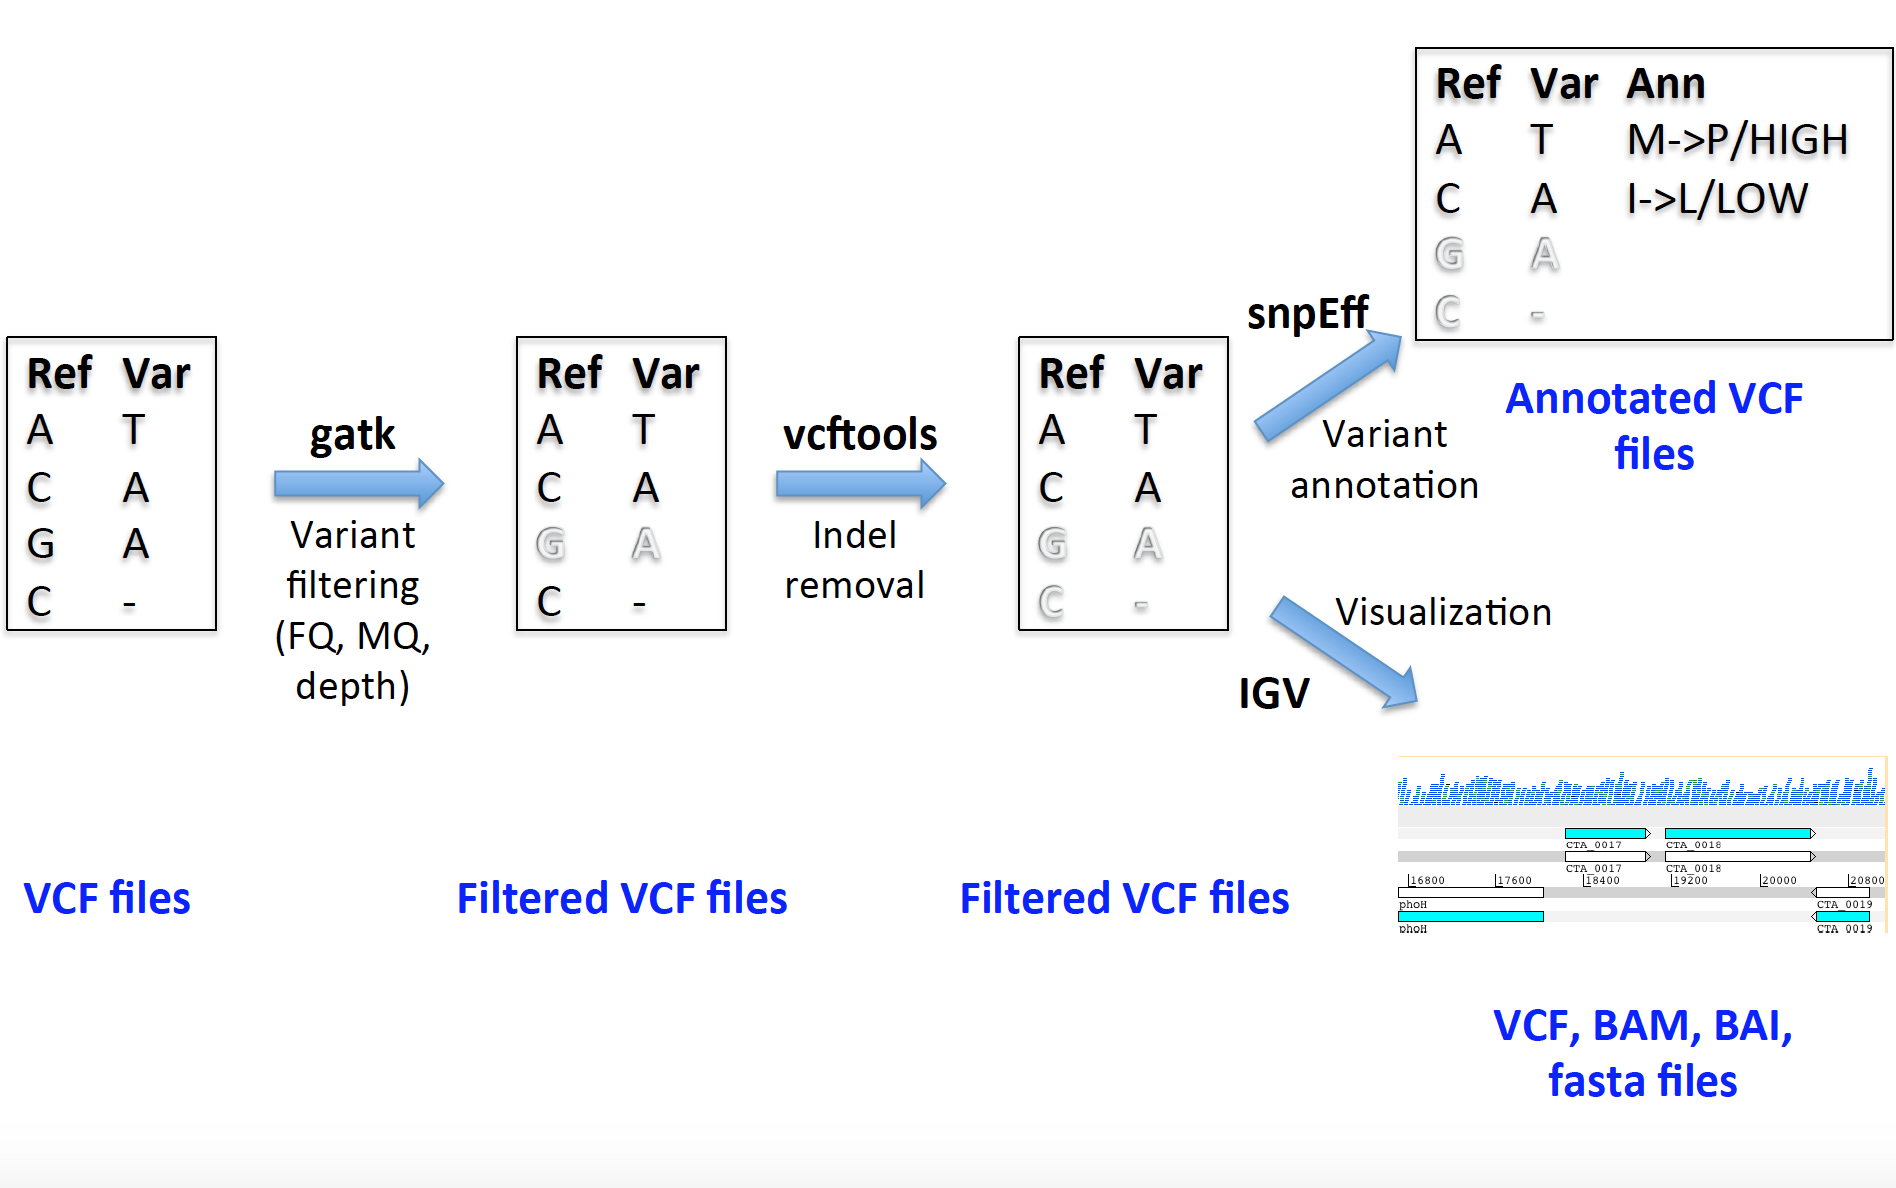 Ref Var
A T
C A
G A
C -
VCF files
gatk
Variant
filtering
(FQ, MQ,
depth)
Ref Var
A T
C A
G A
C -
Filtered VCF files
vcftools
Indel
removal
Ref Var
A T
C A
G A
C -
Filtered VCF files
snpEff
Variant
annotation
Ref Var Ann
A T M->P/HIGH
C A I->L/LOW
G A
C -
Annotated VCF
files
Visualization
IGV
CTA_0017 CTA_0018
CTA_0017 CTA_0018
16800 17600 18400 19200 20000 20800
phoH CTA_0019
phoH CTA_0019
VCF, BAM, BAI,
fasta files